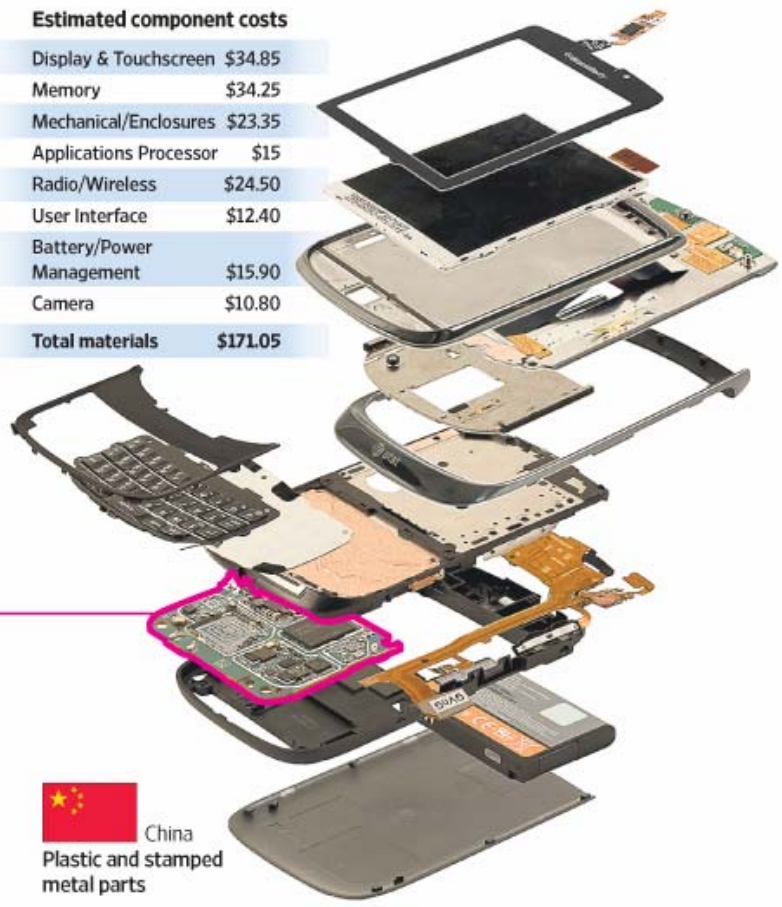 Estimated component costs
Display & Touchscreen $34.85
Memory $34.25
Mechanical/Enclosures $23.35
Applications Processor $15
Radio/Wireless $24.50
User Interface $12.40
Battery/Power
Management $15.90
Camera $10.80
Total materials $171.05
at&t
China
Plastic and stamped
metal parts